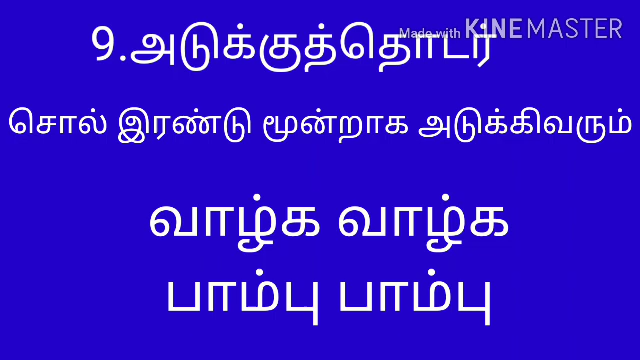 9.அடுக்குத்தொடர்
Made with KINEMASTER
சொல் இரண்டு மூன்றாக அடுக்கிவரும்
வாழ்க வாழ்க
பாம்பு பாம்பு